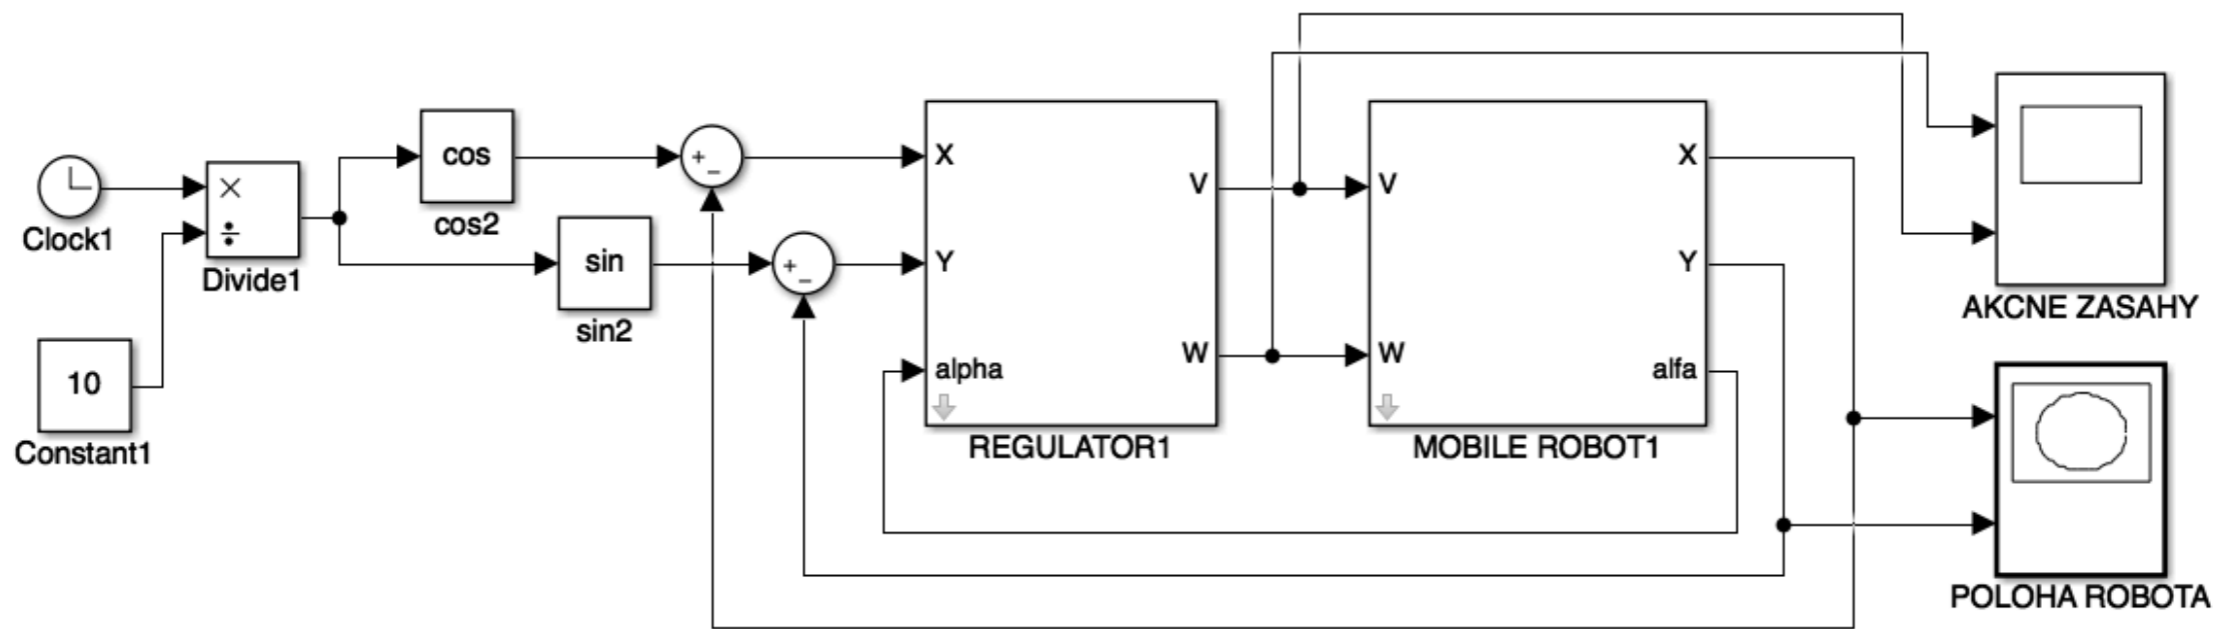 Clock1
×
÷
Divide1
10
Constant1
cos
cos2
sin
sin2
+
−
+
−
X
Y
alpha
V
W
REGULATOR1
V
W
X
Y
alfa
MOBILE ROBOT1
AKCNE ZASAHY
POLOHA ROBOTA